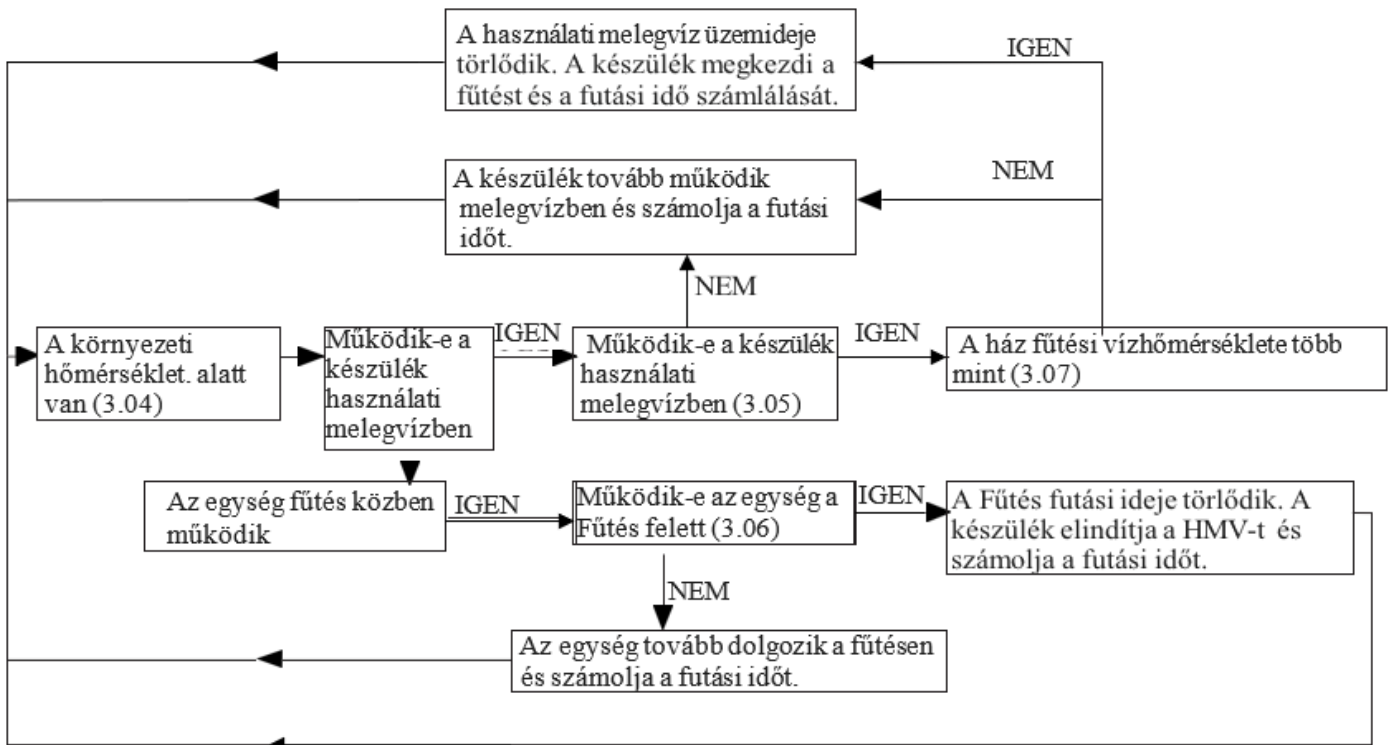 A használati melegvíz üzemideje
törlődik. A készülék megkezdi a
fűtést és a futási idő számlálását.
IGEN
A készülék tovább működik
melegvízben és számolja a futási
időt.
NEM
NEM
A környezeti
hőmérséklet. alatt
van (3.04)
Működik-e a
készülék
használati
melegvízben
IGEN
Működik-e a készülék
használati
melegvízben (3.05)
IGEN
A ház fűtési vízhőmérséklete több
mint (3.07)
Az egység fűtés közben
működik
IGEN
Működik-e az egység a
Fűtés felett (3.06)
IGEN
A Fűtés futási ideje törlődik. A
készülék elindítja a HMV-t és
számolja a futási időt.
NEM
Az egység tovább dolgozik a fűtésen
és számolja a futási időt.